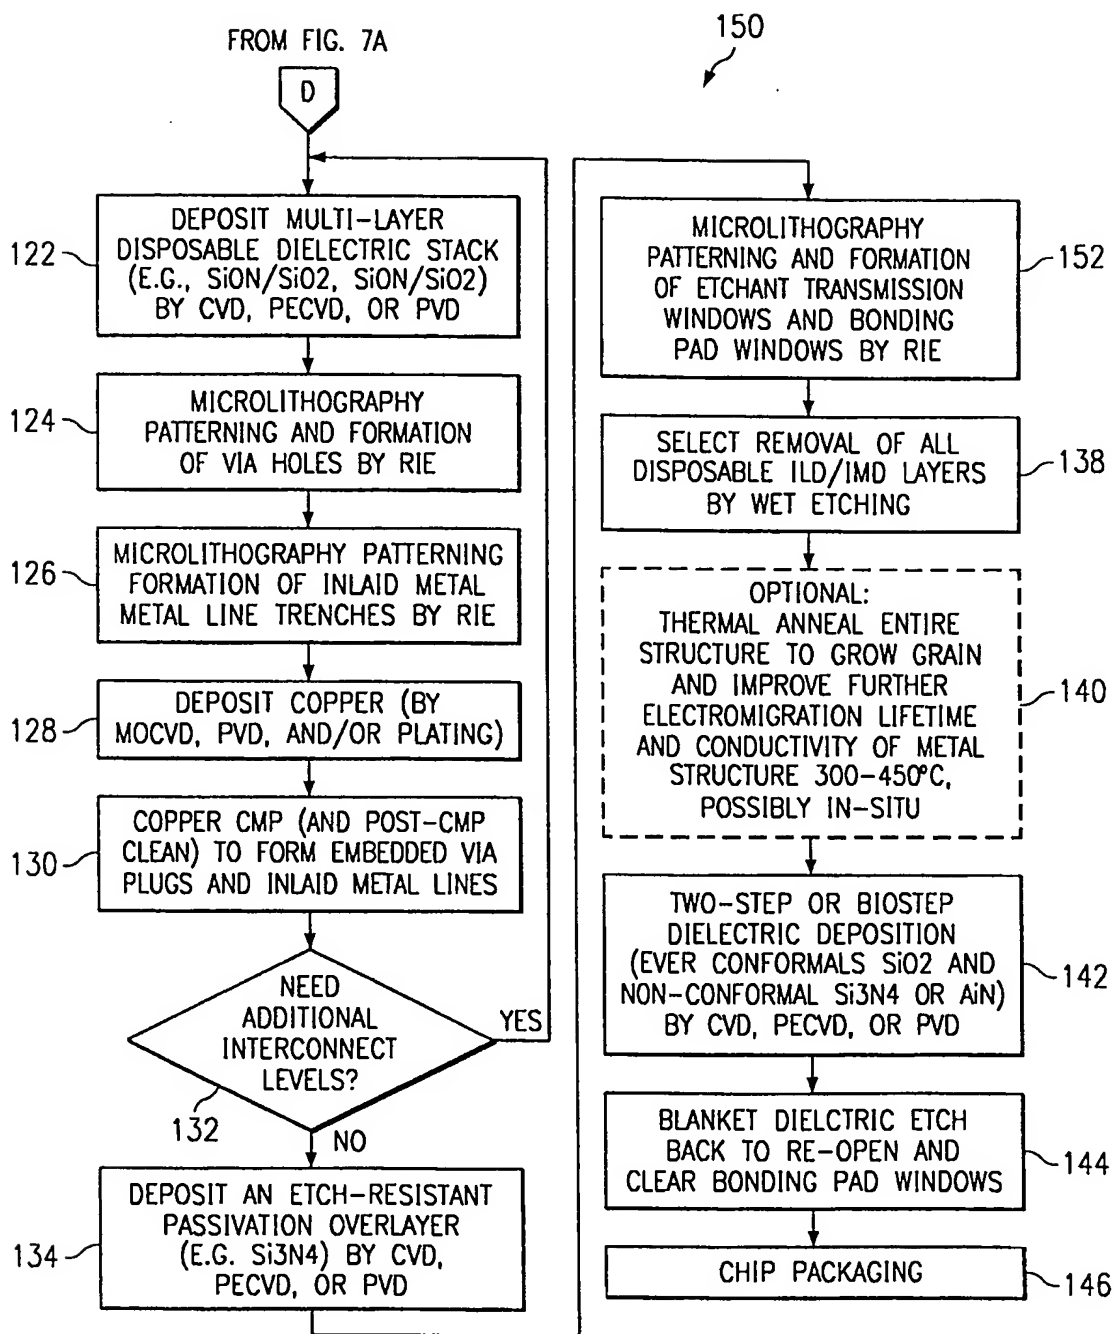 FROM FIG. 7A
D
150
122
DEPOSIT MULTI-LAYER
DISPOSABLE DIELECTRIC STACK
(E.G., SiON/SiO2, SiON/SiO2)
BY CVD, PECVD, OR PVD
124
MICROLITHOGRAPHY
PATTERNING AND FORMATION
OF VIA HOLES BY RIE
126
MICROLITHOGRAPHY PATTERNING
FORMATION OF INLAID METAL
METAL LINE TRENCHES BY RIE
128
DEPOSIT COPPER (BY
MOCVD, PVD, AND/OR PLATING)
130
COPPER CMP (AND POST-CMP
CLEAN) TO FORM EMBEDDED VIA
PLUGS AND INLAID METAL LINES
NEED
ADDITIONAL
INTERCONNECT
LEVELS?
YES
132
NO
134
DEPOSIT AN ETCH-RESISTANT
PASSIVATION OVERLAYER
(E.G. Si3N4) BY CVD,
PECVD, OR PVD
MICROLITHOGRAPHY
PATTERNING AND FORMATION
OF ETCHANT TRANSMISSION
WINDOWS AND BONDING
PAD WINDOWS BY RIE
152
SELECT REMOVAL OF ALL
DISPOSABLE ILD/IMD LAYERS
BY WET ETCHING
138
OPTIONAL:
THERMAL ANNEAL ENTIRE
STRUCTURE TO GROW GRAIN
AND IMPROVE FURTHER
ELECTROMIGRATION LIFETIME
AND CONDUCTIVITY OF METAL
STRUCTURE 300-450°C,
POSSIBLY IN-SITU
140
TWO-STEP OR BIOSTEP
DIELECTRIC DEPOSITION
(EVER CONFORMALS SiO2 AND
NON-CONFORMAL Si3N4 OR AiN)
BY CVD, PECVD, OR PVD
142
BLANKET DIELCTRIC ETCH
BACK TO RE-OPEN AND
CLEAR BONDING PAD WINDOWS
144
CHIP PACKAGING
146